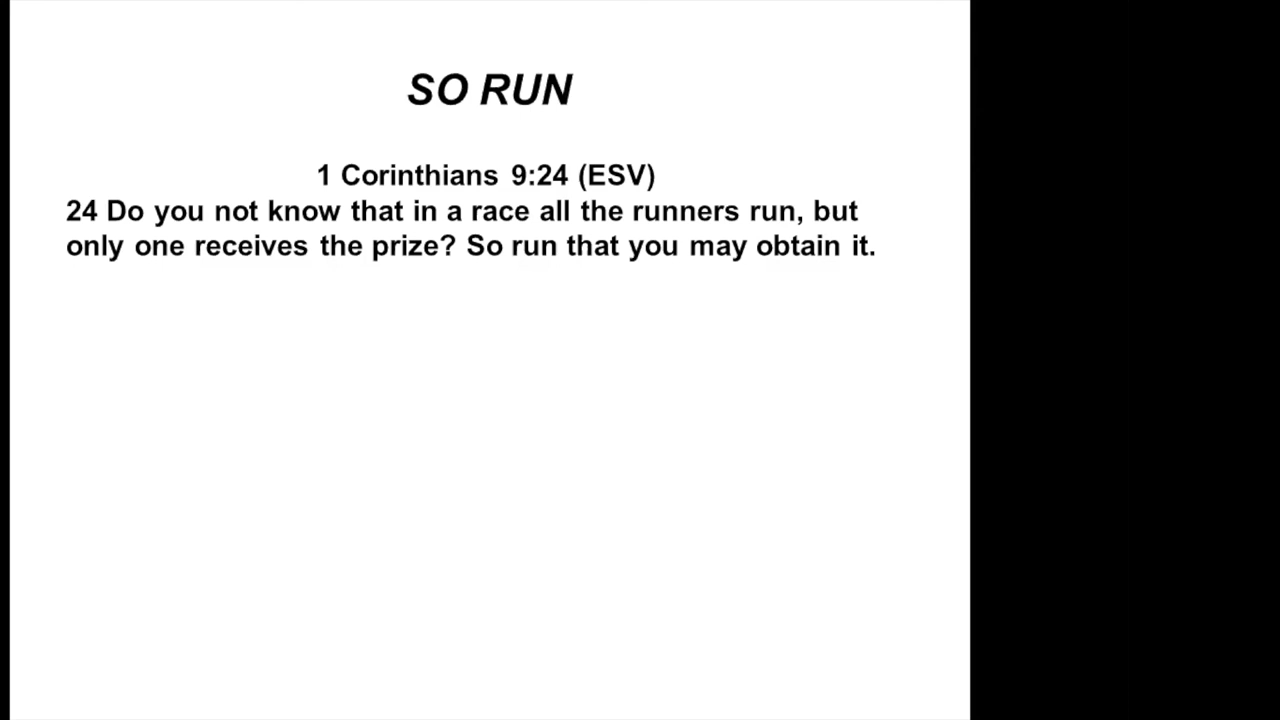 SO RUN
1 Corinthians 9:24 (ESV)
24 Do you not know that in a race all the runners run, but
only one receives the prize? So run that you may obtain it.